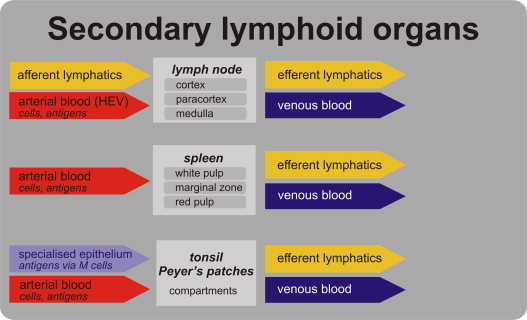 Secondary lymphoid organs
afferent lymphatics
arterial blood (HEV)
cells, antigens
lymph node
cortex
paracortex
medulla
efferent lymphatics
venous blood
arterial blood
cells, antigens
spleen
white pulp
marginal zone
red pulp
efferent lymphatics
venous blood
specialised epithelium
antigens via M cells
arterial blood
cells, antigens
tonsil
Peyer's patches
compartments
efferent lymphatics
venous blood